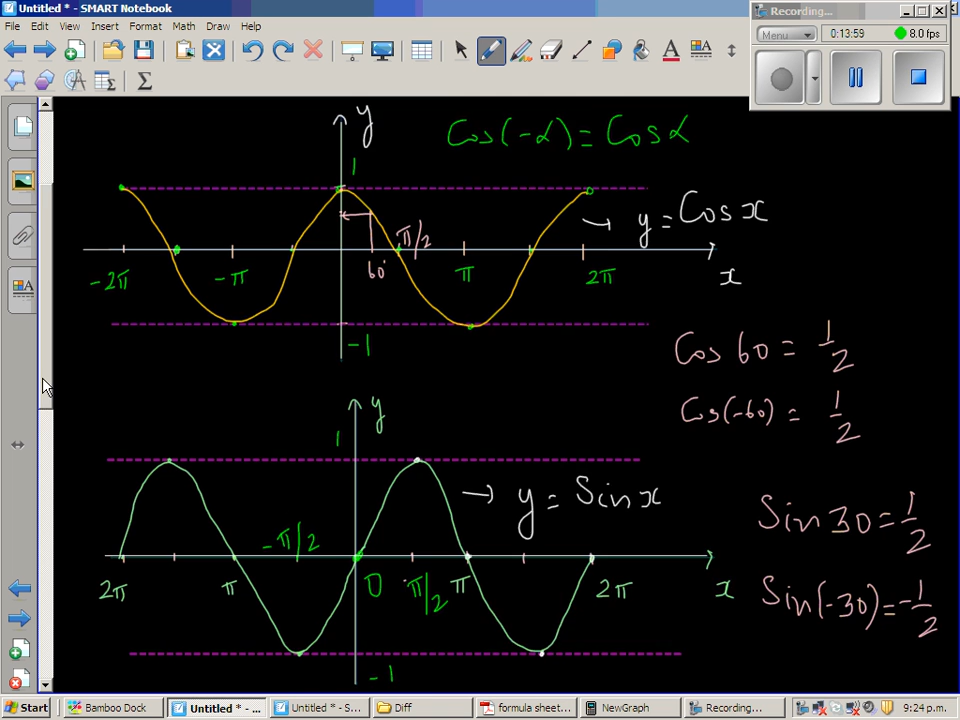 Untitled * - SMART Notebook
File Edit View Insert Format Math Draw Help
Recording...
Menu
0:13:59
8.0 fps
y
Cos(-α) = Cosα
1
→ y = Cos x
π/2
-2π
-π
60°
π
2π
x
-1
Cos 60 = 1/2
Cos(-60) = 1/2
y
1
→ y = Sin x
Sin 30 = 1/2
-π/2
2π
π
0
π/2
π
2π
x
Sin(-30) = -1/2
-1
Start
Bamboo Dock
Untitled * - ...
Untitled * - S...
Diff
formula sheet...
NewGraph
Recording...
9:24 p.m.